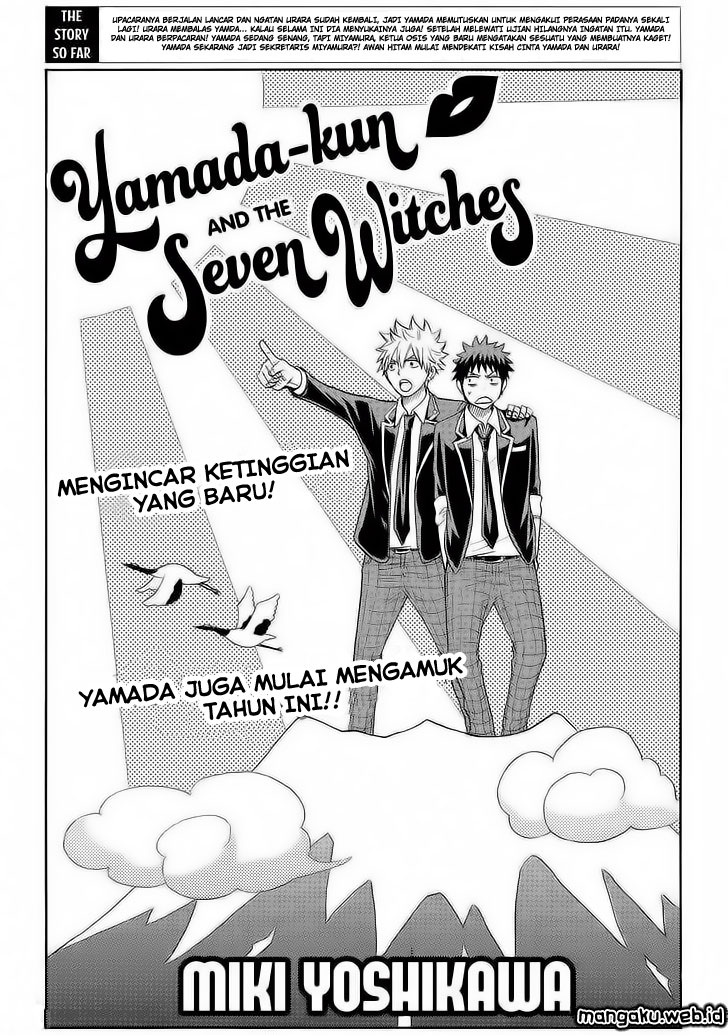 THE
STORY
SO FAR
UPACARANYA BERJALAN LANCAR DAN NGATAN URARA SUDAH KEMBALI, JADI YAMADA MEMUTUSKAN UNTUK MENGAKUI PERASAAN PADANYA SEKALI
LAGI! URARA MEMBALAS YAMDA... KALAU SELAMA INI DIA MENYUKAINYA JUGA! SETELAH MELEWATI UJIAN HILANGNYA INGATAN ITU. YAMADA
DAN URARA BERPACARAN! YAMADA SEDANG SENANG, TAPI MIYAMURA, KETUA OSIS YANG BARU MENGATAKAN SESUATU YANG MEMBUATNYA KAGET!
YAMADA SEKARANG JADI SEKRETARIS MIYAMURA?! AWAN HITAM MULAI MENDEKATI KISAH CINTA YAMADA DAN URARA!
Yamada-kun
AND THE
Seven Witches
MENGINCAR KETINGGIAN
YANG BARU!
YAMADA JUGA MULAI MENGAMUK
TAHUN INI!!
MIKI YOSHIKAWA
mangaku.web.id